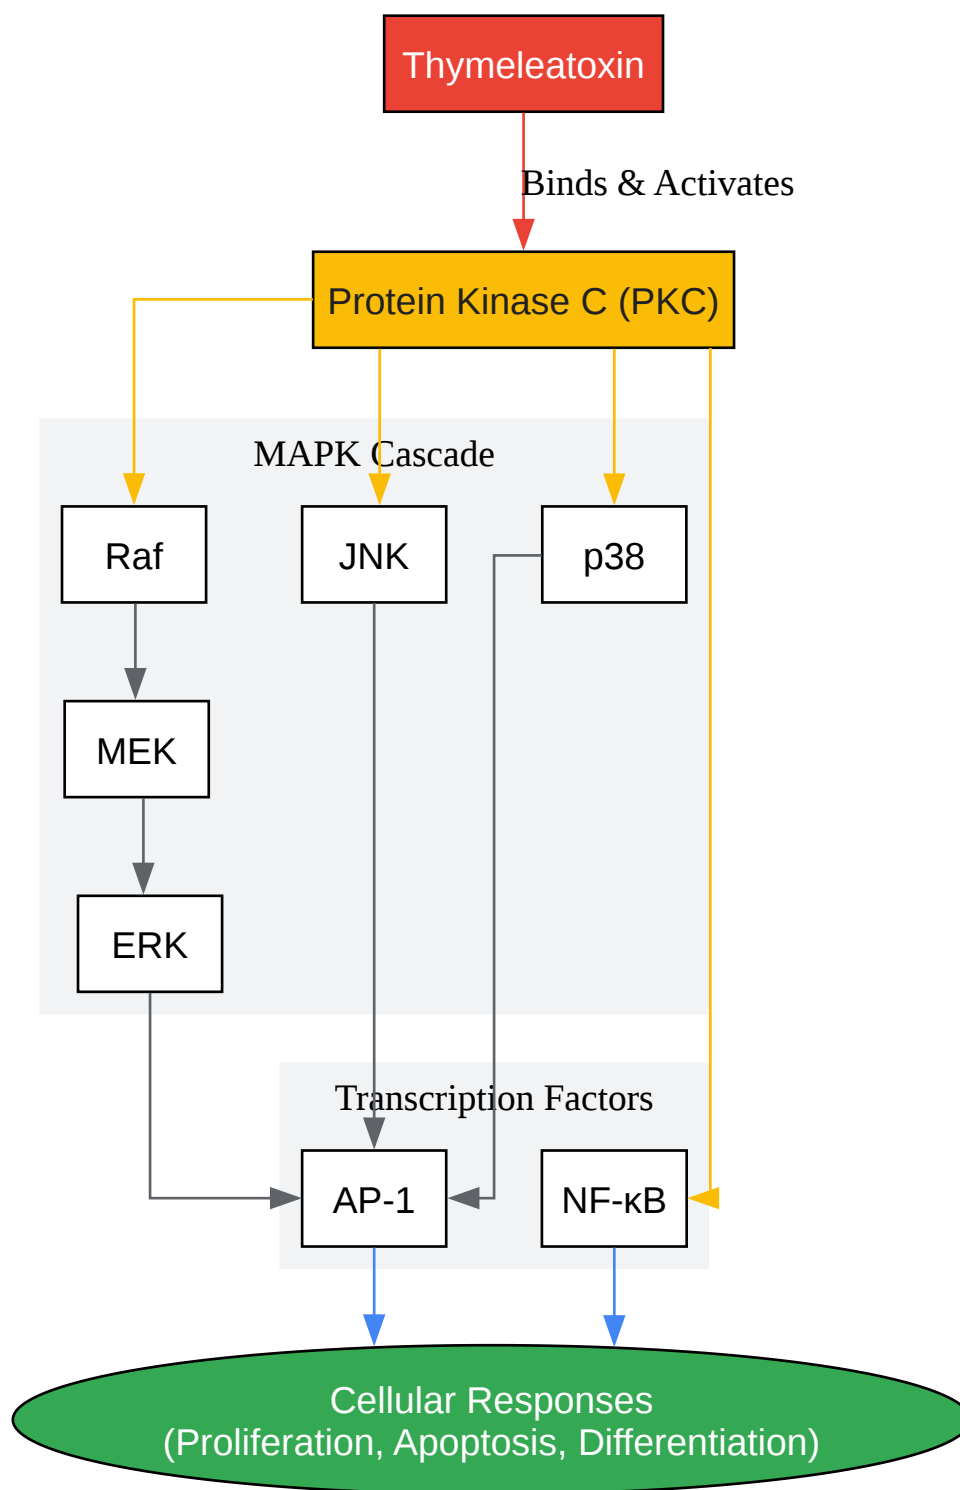 Thymeleatoxin
Binds & Activates
Protein Kinase C (PKC)
MAPK Cascade
Raf
JNK
p38
MEK
ERK
Transcription Factors
AP-1
NF-κB
Cellular Responses
(Proliferation, Apoptosis, Differentiation)